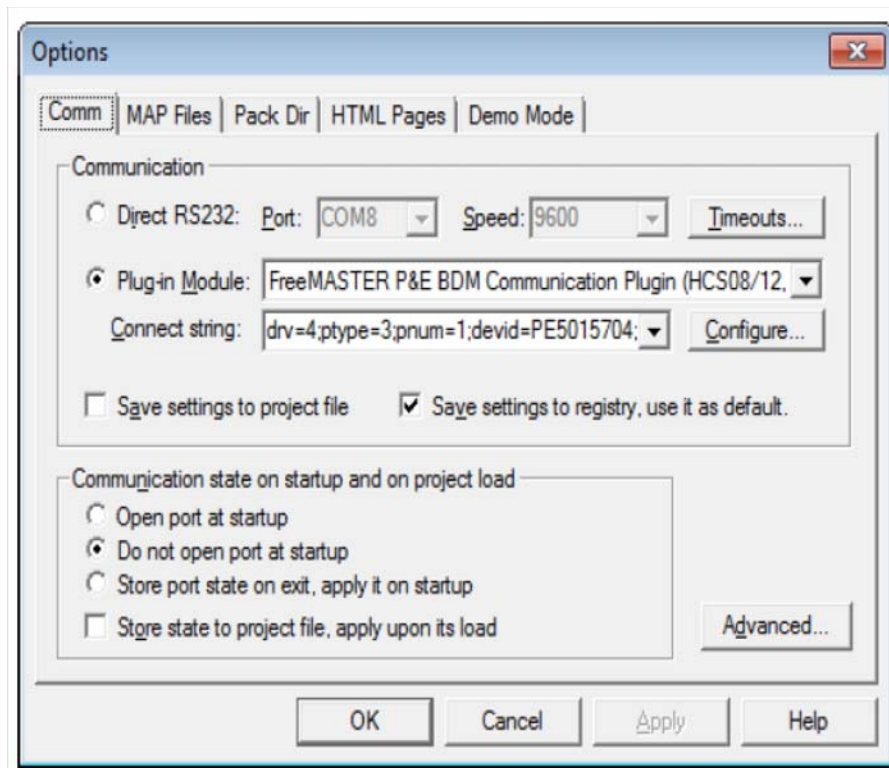 Options
Comm MAP Files Pack Dir HTML Pages Demo Mode
Communication
Direct RS232: Port: COM8 Speed: 9600 Timeouts...
Plug-in Module: FreeMASTER P&E BDM Communication Plugin (HCS08/12,
Connect string: drv=4;ptype=3;pnum=1;devid=PE5015704; Configure...
Save settings to project file Save settings to registry, use it as default.
Communication state on startup and on project load
Open port at startup
Do not open port at startup
Store port state on exit, apply it on startup
Store state to project file, apply upon its load Advanced...
OK Cancel Apply Help